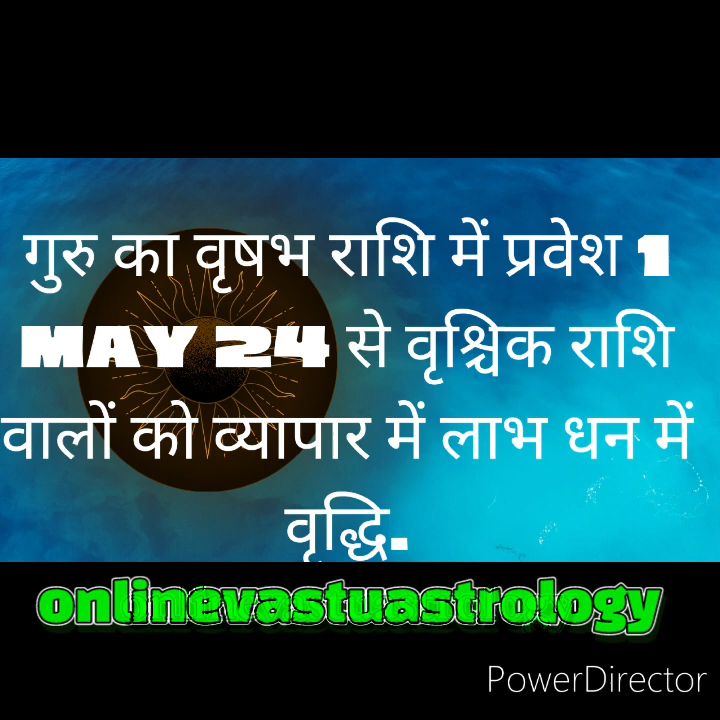 गुरु का वृषभ राशि में प्रवेश 1
MAY 24 से वृश्चिक राशि
वालों को व्यापार में लाभ धन में
वृद्धि.
onlinevastuastrology
PowerDirector